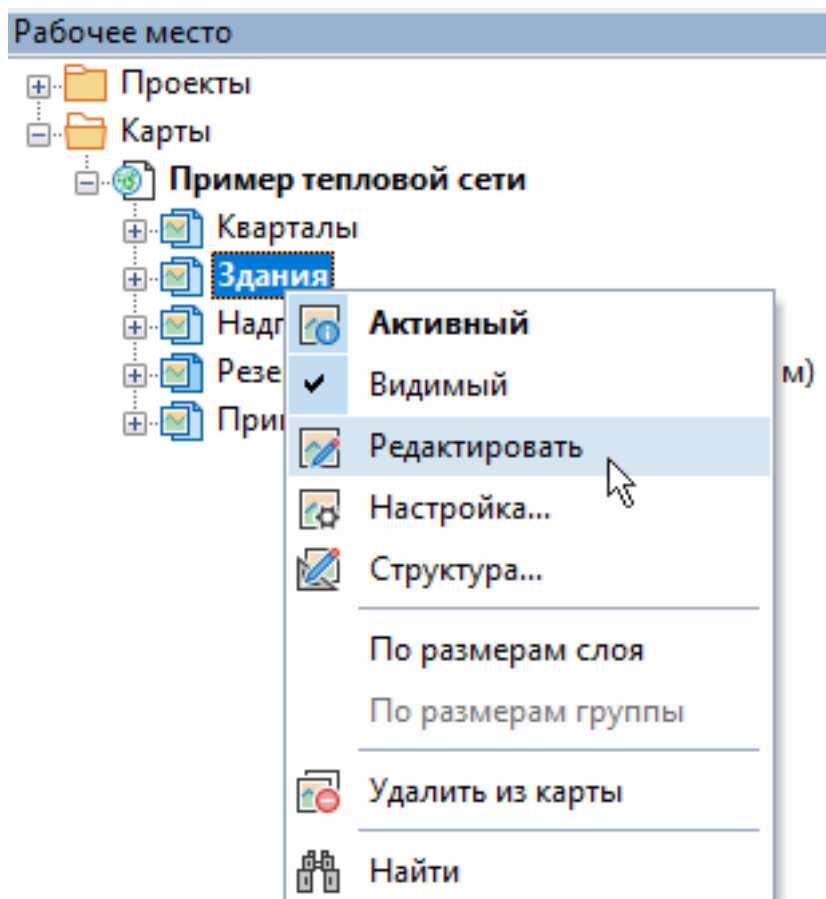 Рабочее место
Проекты
Карты
Пример тепловой сети
Кварталы
Здания
Активный
Видимый
м)
Редактировать
Настройка...
Структура...
По размерам слоя
По размерам группы
Удалить из карты
Найти